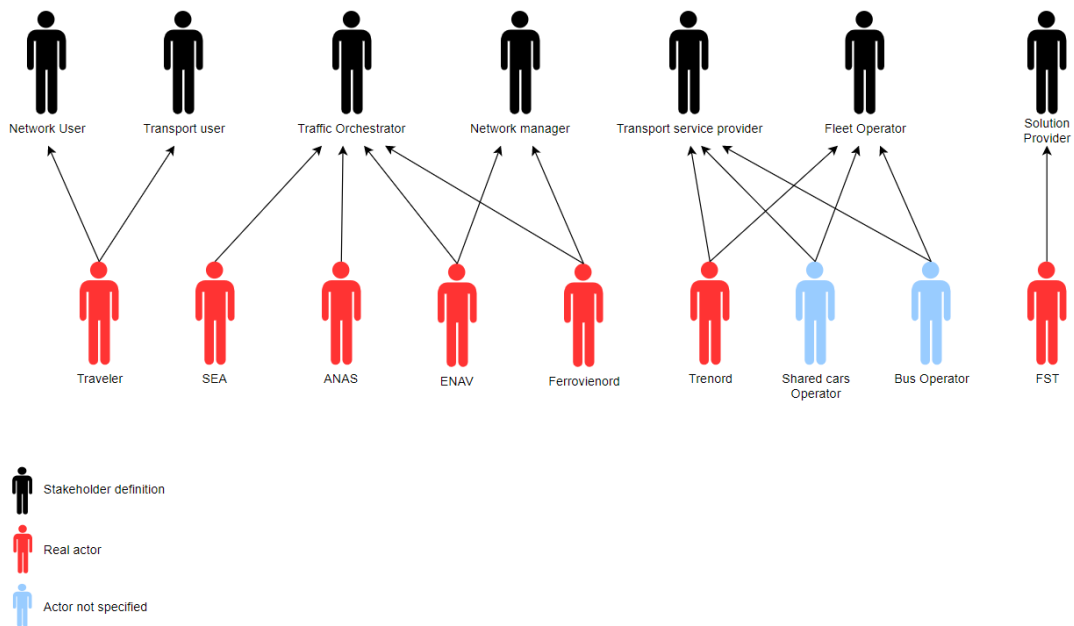 Network User
Transport user
Traffic Orchestrator
Network manager
Transport service provider
Fleet Operator
Solution
Provider
Traveler
SEA
ANAS
ENAV
Ferrovienord
Trenord
Shared cars
Operator
Bus Operator
FST
Stakeholder definition
Real actor
Actor not specified